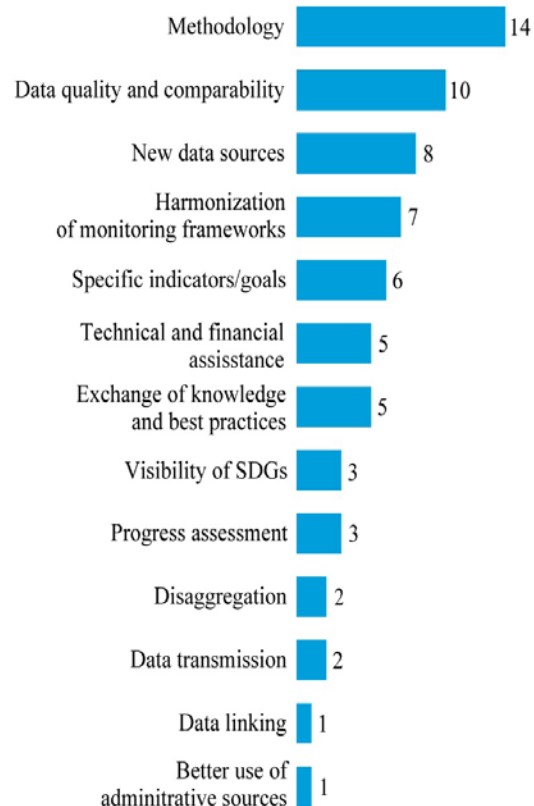 Methodology 14
Data quality and comparability 10
New data sources 8
Harmonization
of monitoring frameworks 7
Specific indicators/goals 6
Technical and financial
assisstance 5
Exchange of knowledge
and best practices 5
Visibility of SDGs 3
Progress assessment 3
Disaggregation 2
Data transmission 2
Data linking 1
Better use of
adminitrative sources 1